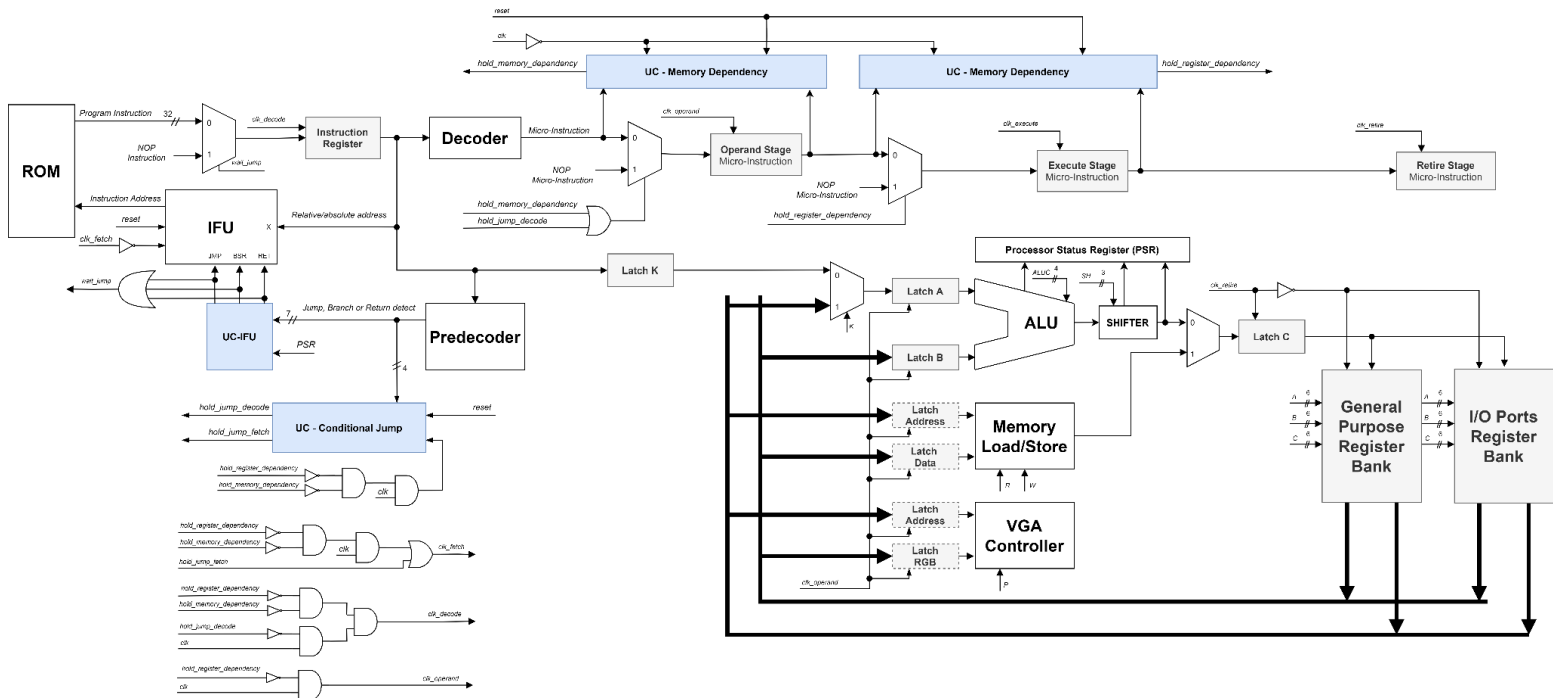 reset
clk
hold_memory_dependency
UC - Memory Dependency
UC - Memory Dependency
hold_register_dependency
ROM
Program Instruction
32
0
NOP
Instruction
1
wait_jump
clk_decode
Instruction
Register
Decoder
Micro-Instruction
0
1
NOP
Micro-Instruction
hold_memory_dependency
hold_jump_decode
clk_operand
Operand Stage
Micro-Instruction
0
1
NOP
Micro-Instruction
hold_register_dependency
clk_execute
Execute Stage
Micro-Instruction
clk_retire
Retire Stage
Micro-Instruction
Instruction Address
reset
clk_fetch
IFU
X
JMP
BSR
RET
Relative/absolute address
wait_jump
UC-IFU
7
Jump, Branch or Return detect
PSR
Predecoder
4
Latch K
hold_jump_decode
hold_jump_fetch
UC - Conditional Jump
reset
hold_register_dependency
hold_memory_dependency
clk
hold_register_dependency
hold_memory_dependency
clk
hold_jump_fetch
clk_fetch
hold_register_dependency
hold_memory_dependency
hold_jump_decode
clk
clk_decode
hold_register_dependency
clk
clk_operand
0
1
K
Latch A
Latch B
Processor Status Register (PSR)
ALUC
4
SH
3
ALU
SHIFTER
0
1
clk_retire
Latch C
Latch
Address
Latch
Data
Memory
Load/Store
R
W
Latch
Address
Latch
RGB
VGA
Controller
P
clk_operand
A
6
B
6
C
6
General
Purpose
Register
Bank
A
6
B
6
C
6
I/O Ports
Register
Bank